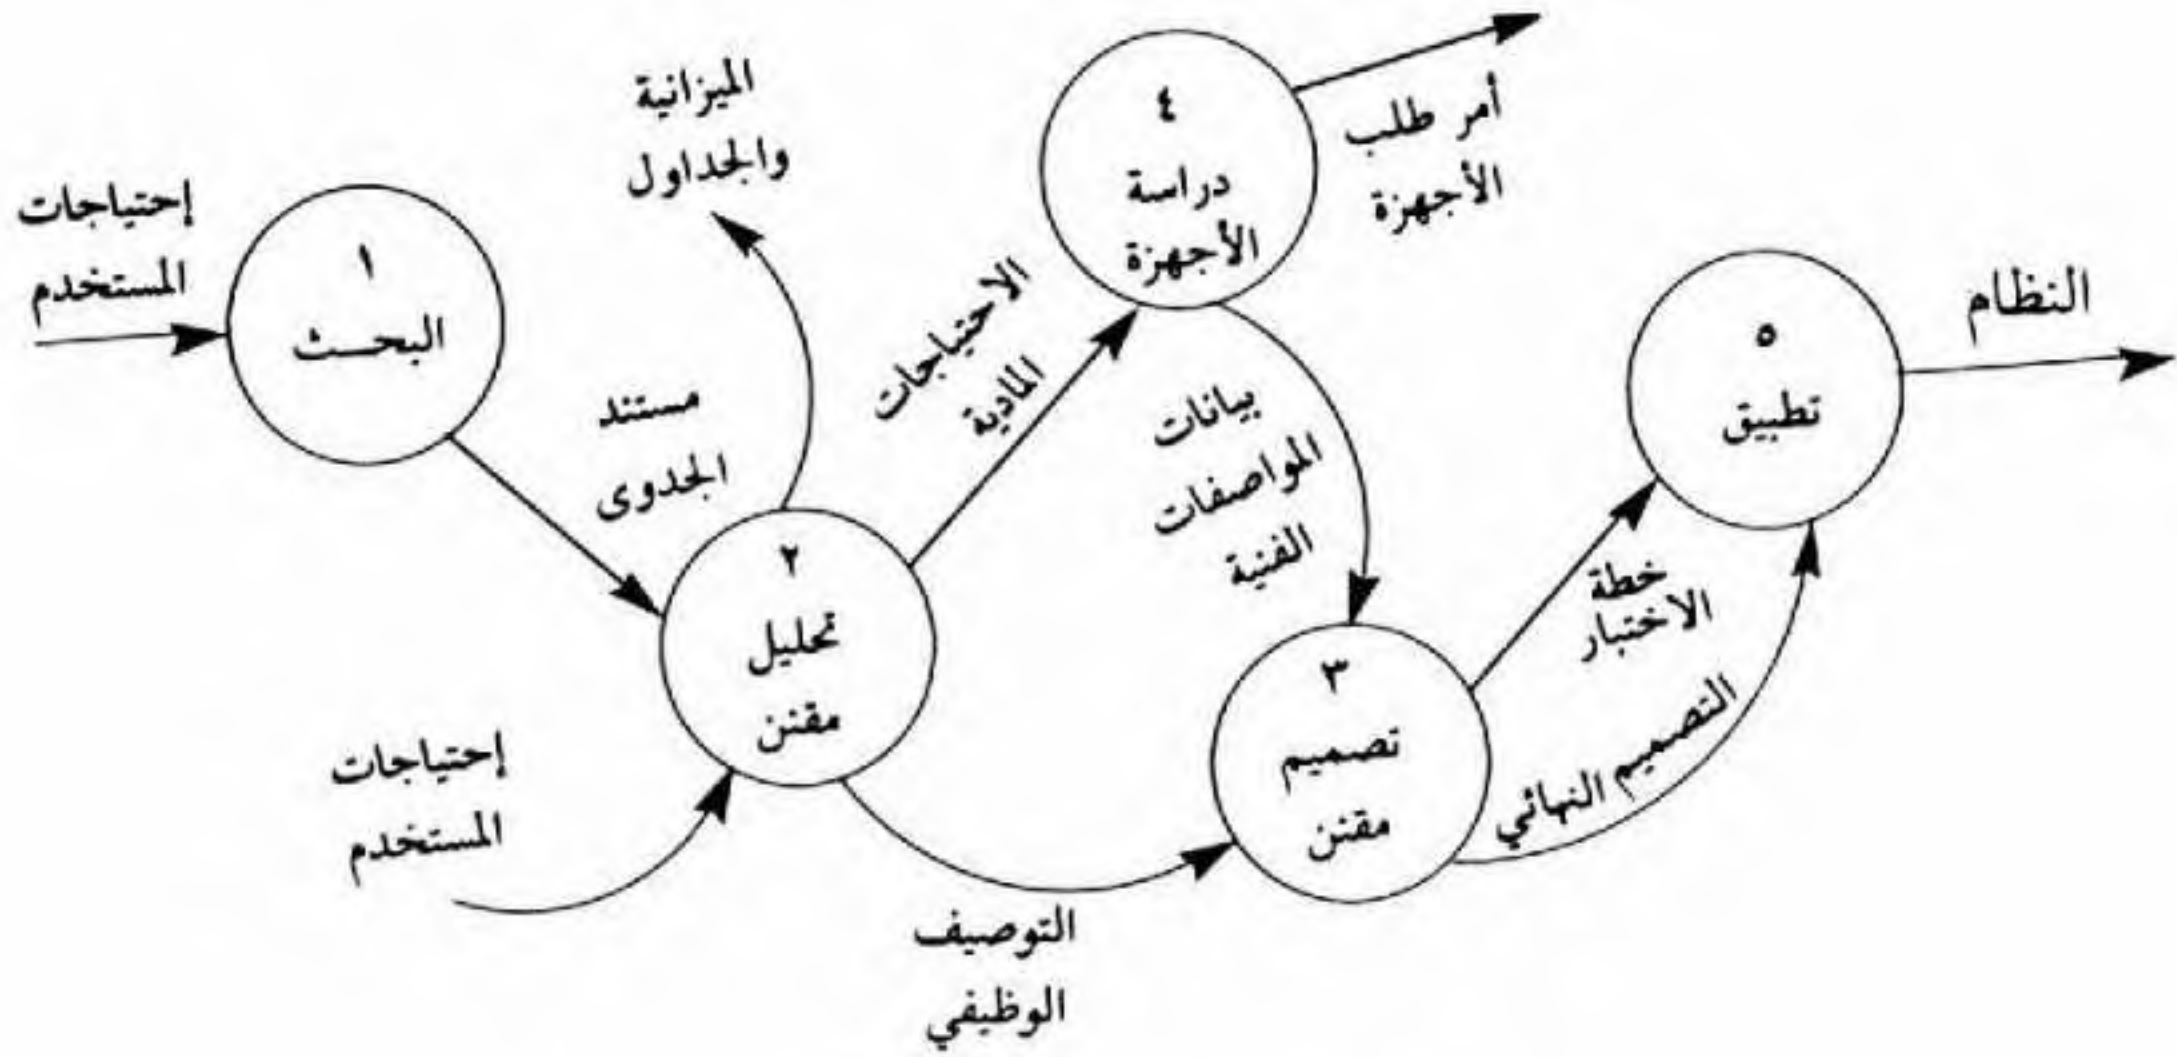 إحتياجات
المستخدم
١
البحـــث
مستند
الجدوى
الميزانية
والجداول
٢
تحليل
مقنن
إحتياجات
المستخدم
الاحتياجات
المادية
٤
دراسة
الأجهزة
أمر طلب
الأجهزة
بيانات
المواصفات
الفنية
التوصيف
الوظيفي
٣
تصميم
مقنن
خطة
الاختبار
التصميم النهائي
٥
تطبيق
النظام